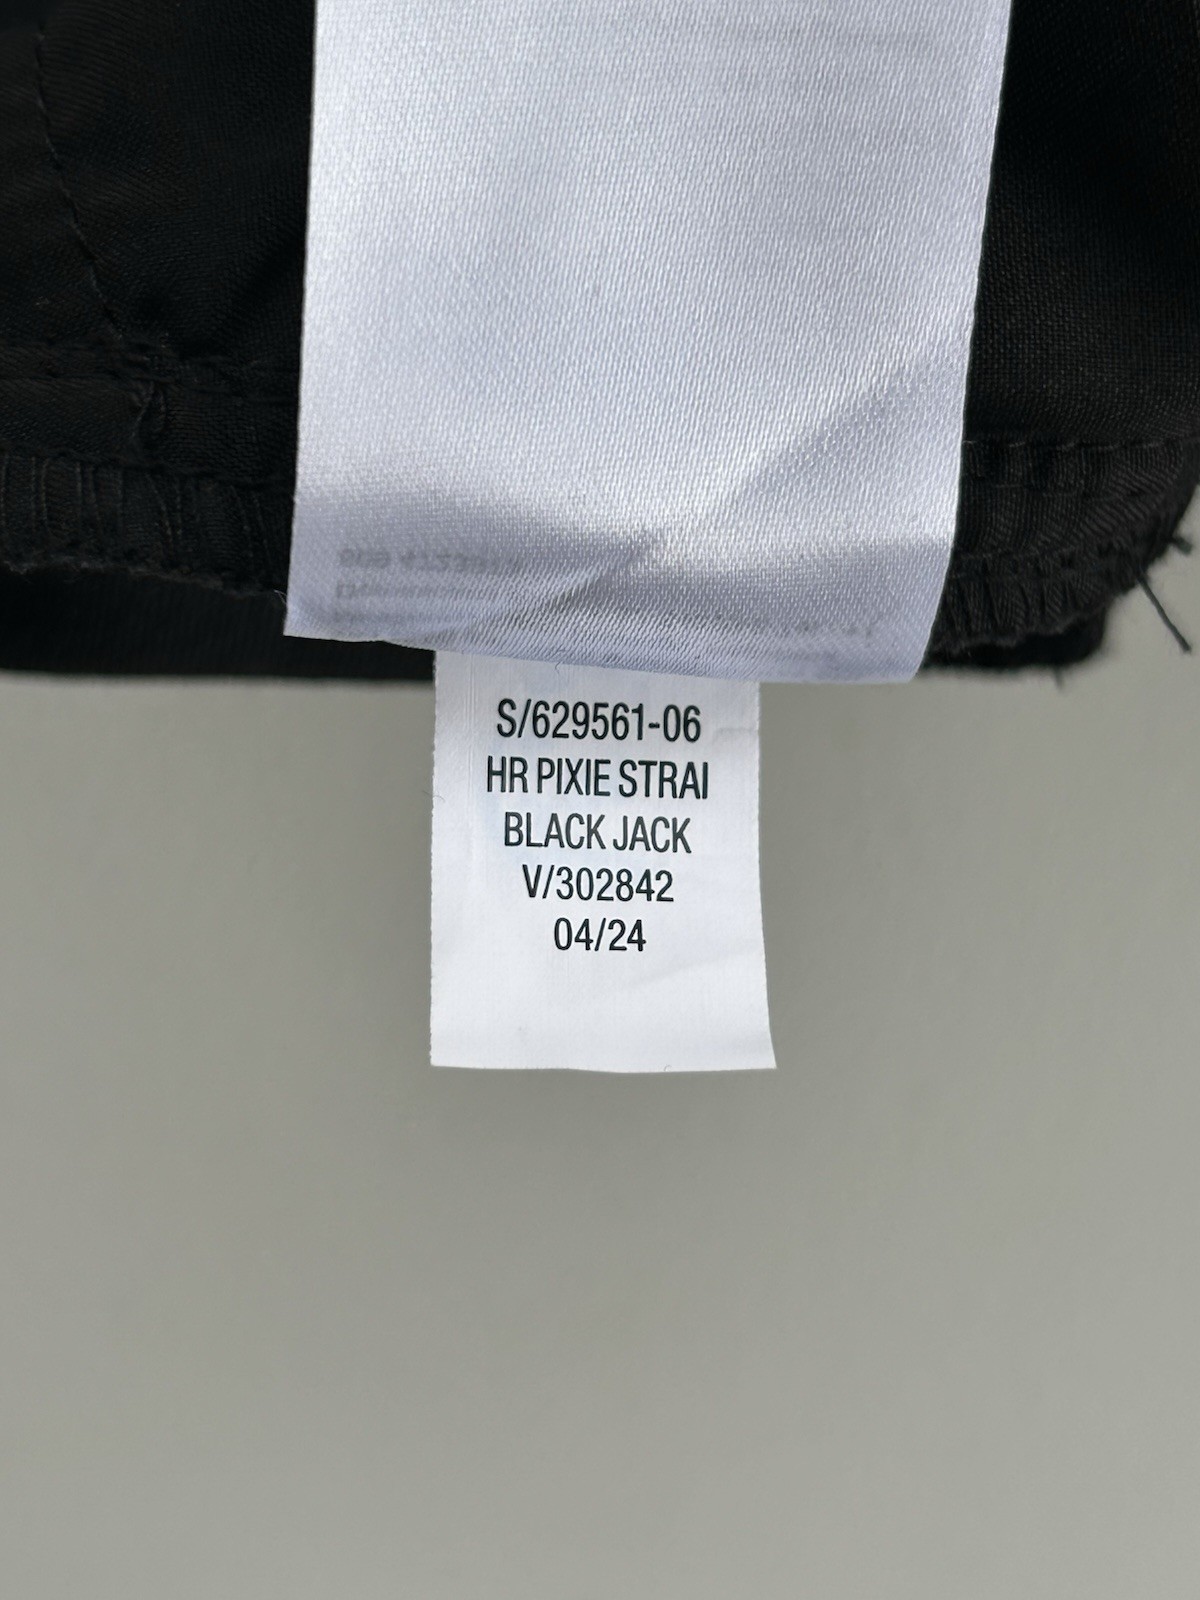 S/629561-06
HR PIXIE STRAI
BLACK JACK
V/302842
04/24